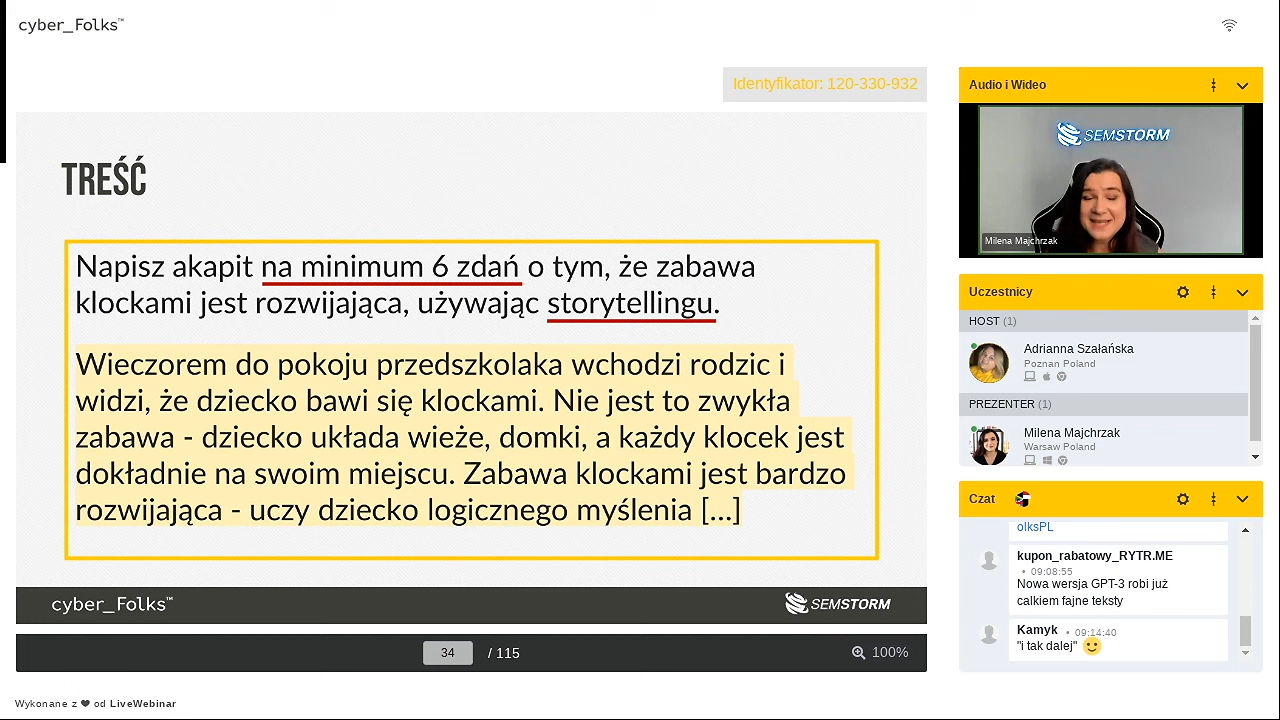 cyber_Folks™
Identyfikator: 120-330-932
TREŚĆ
Napisz akapit na minimum 6 zdań o tym, że zabawa
klockami jest rozwijająca, używając storytellingu.
Wieczorem do pokoju przedszkolaka wchodzi rodzic i
widzi, że dziecko bawi się klockami. Nie jest to zwykła
zabawa - dziecko układa wieże, domki, a każdy klocek jest
dokładnie na swoim miejscu. Zabawa klockami jest bardzo
rozwijająca - uczy dziecko logicznego myślenia [...]
cyber_Folks™
SEMSTORM
34 / 115
100%
Wykonane z ❤ od LiveWebinar
Audio i Wideo
SEMSTORM
Milena Majchrzak
Uczestnicy
HOST (1)
Adrianna Szalańska
Poznan Poland
PREZENTER (1)
Milena Majchrzak
Warsaw Poland
Czat
olksPL
kupon_rabatowy_RYTR.ME
• 09:08:55
Nowa wersja GPT-3 robi już
calkiem fajne teksty
Kamyk • 09:14:40
"i tak dalej" 🙂